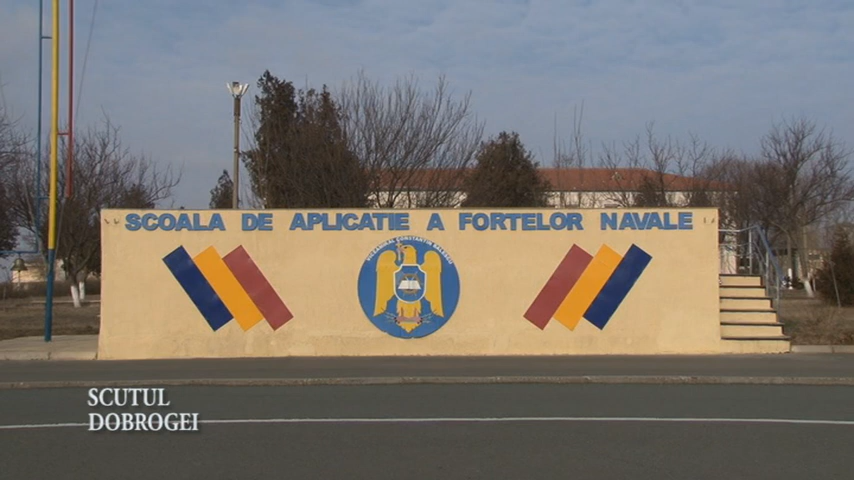 SCOALA DE APLICATIE A FORTELOR NAVALE
SCUTUL
DOBROGEI